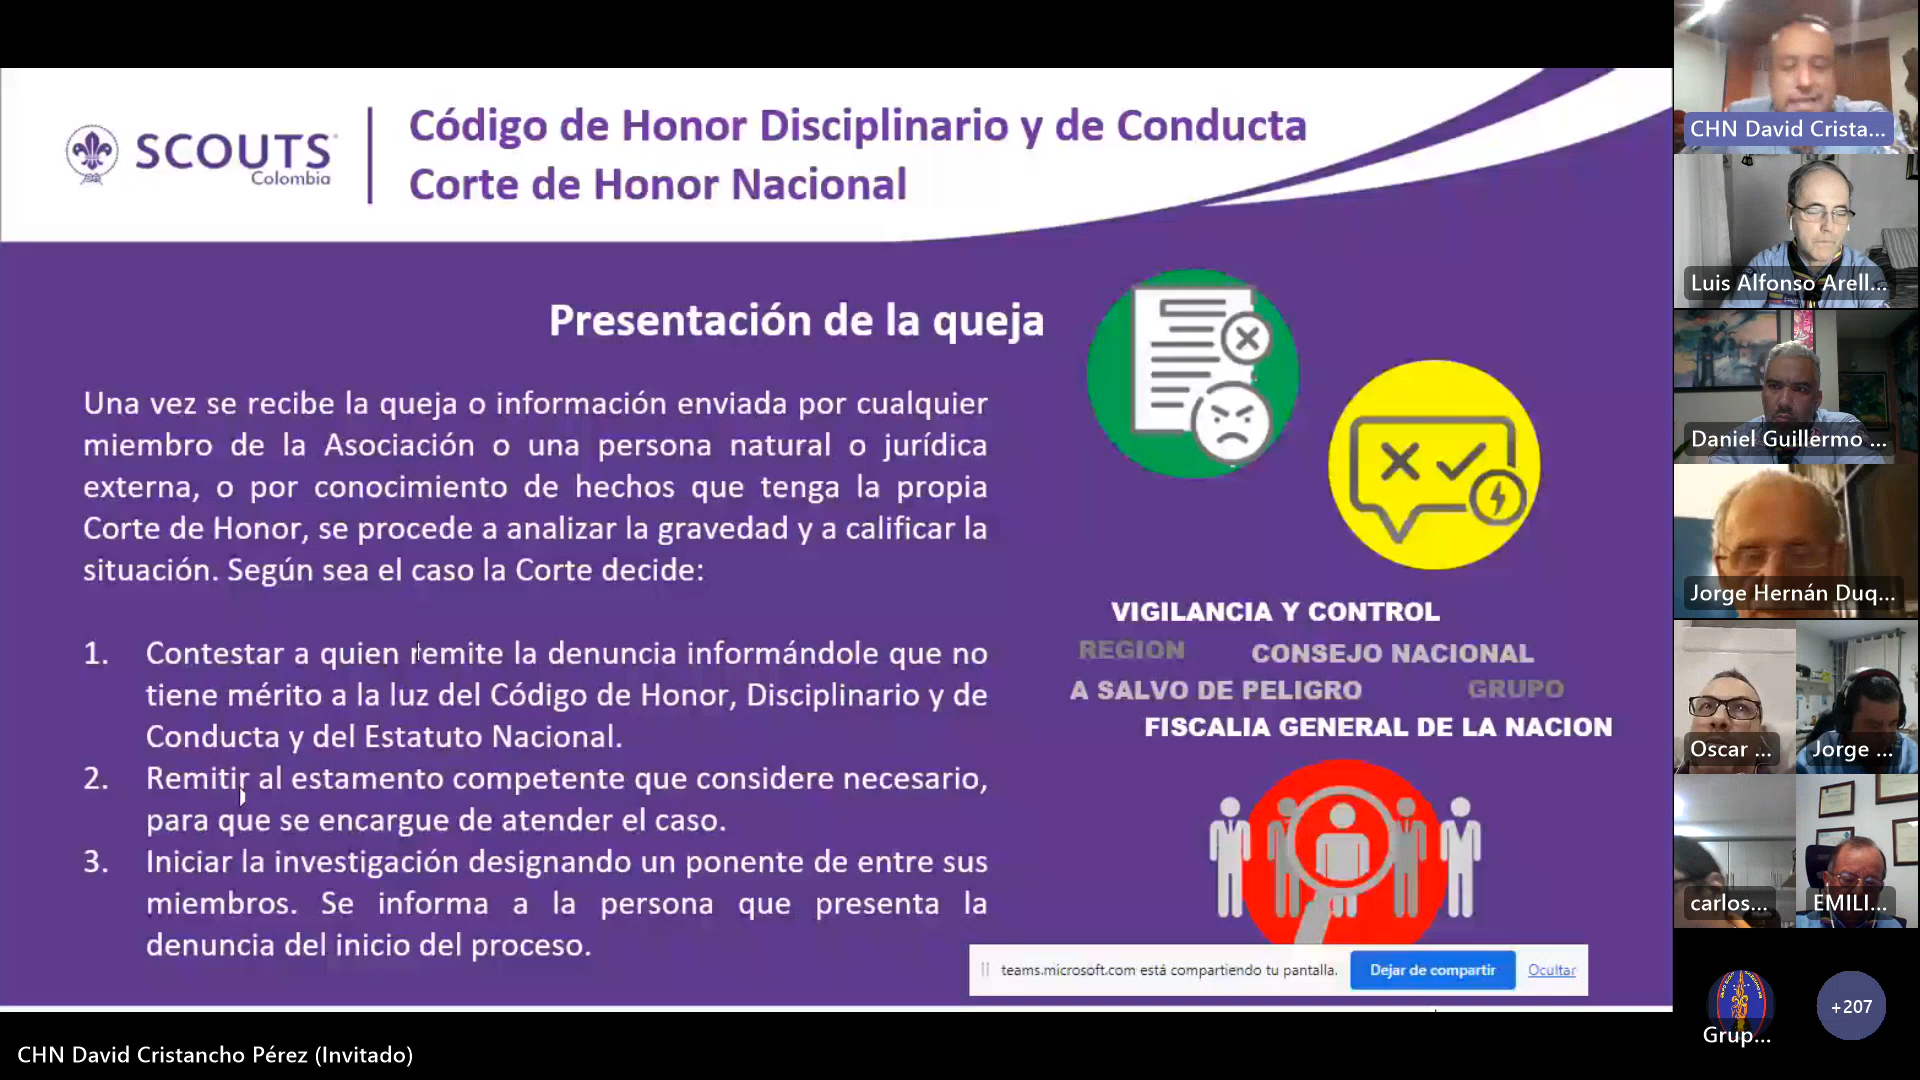 SCOUTS
Colombia
Código de Honor Disciplinario y de Conducta
Corte de Honor Nacional
Presentación de la queja
Una vez se recibe la queja o información enviada por cualquier
miembro de la Asociación o una persona natural o jurídica
externa, o por conocimiento de hechos que tenga la propia
Corte de Honor, se procede a analizar la gravedad y a calificar la
situación. Según sea el caso la Corte decide:
1. Contestar a quien remite la denuncia informándole que no
tiene mérito a la luz del Código de Honor, Disciplinario y de
Conducta y del Estatuto Nacional.
2. Remitir al estamento competente que considere necesario,
para que se encargue de atender el caso.
3. Iniciar la investigación designando un ponente de entre sus
miembros. Se informa a la persona que presenta la
denuncia del inicio del proceso.
VIGILANCIA Y CONTROL
REGION CONSEJO NACIONAL
A SALVO DE PELIGRO GRUPO
FISCALIA GENERAL DE LA NACION
teams.microsoft.com está compartiendo tu pantalla. Dejar de compartir Ocultar
CHN David Cristancho Pérez (Invitado)
CHN David Crista...
Luis Alfonso Arell...
Daniel Guillermo ...
Jorge Hernán Duq...
Oscar ... Jorge ...
carlos... EMILI...
Grup... +207